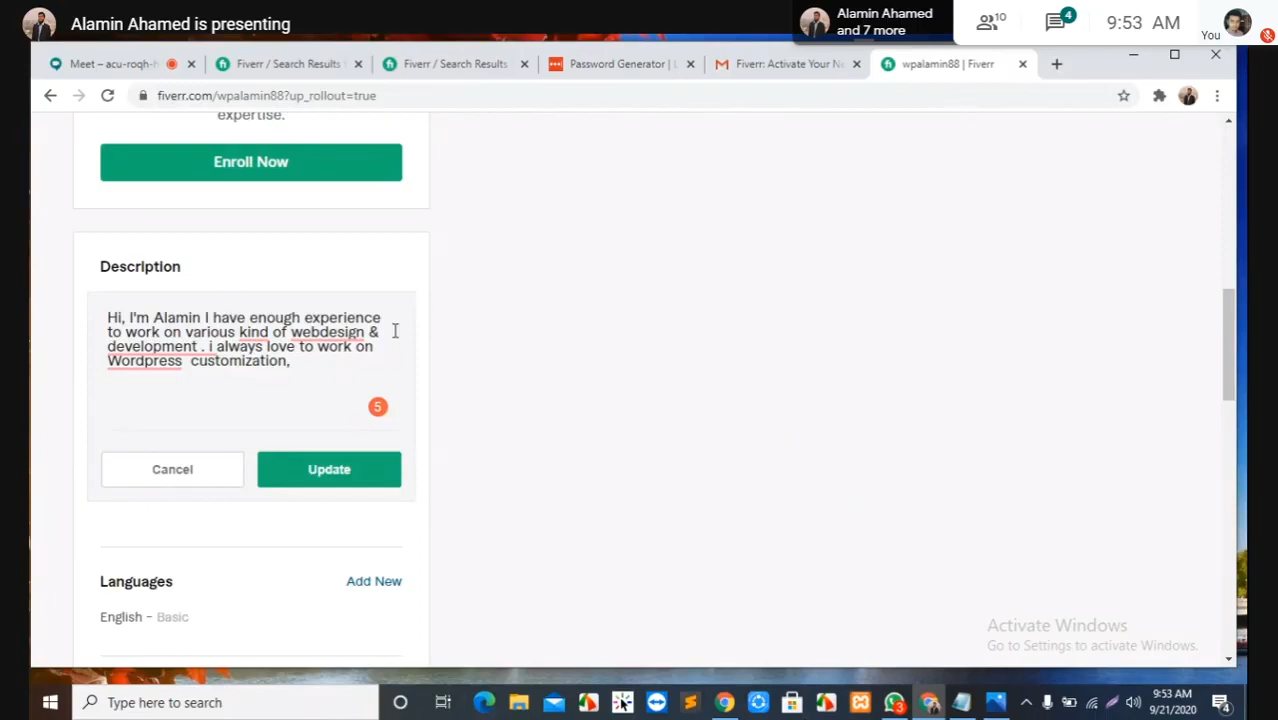 Alamin Ahamed is presenting
Alamin Ahamed
and 7 more
10
4
9:53 AM
You
Meet – acu-roqh-
Fiverr / Search Results
Fiverr / Search Results
Password Generator |
Fiverr: Activate Your Ne
wpalamin88 | Fiverr
fiverr.com/wpalamin88?up_rollout=true
expertise.
Enroll Now
Description
Hi, I'm Alamin I have enough experience
to work on various kind of webdesign &
development . i always love to work on
Wordpress customization,
5
Cancel
Update
Languages
Add New
English - Basic
Activate Windows
Go to Settings to activate Windows.
Type here to search
3
9:53 AM
9/21/2020
4